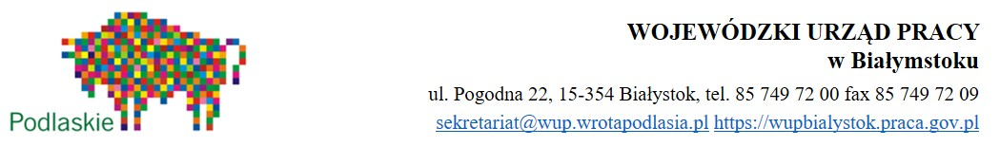 WOJEWÓDZKI URZĄD PRACY
w Białymstoku
ul. Pogodna 22, 15-354 Białystok, tel. 85 749 72 00 fax 85 749 72 09
sekretariat@wup.wrotapodlasia.pl https://wupbialystok.praca.gov.pl
Podlaskie